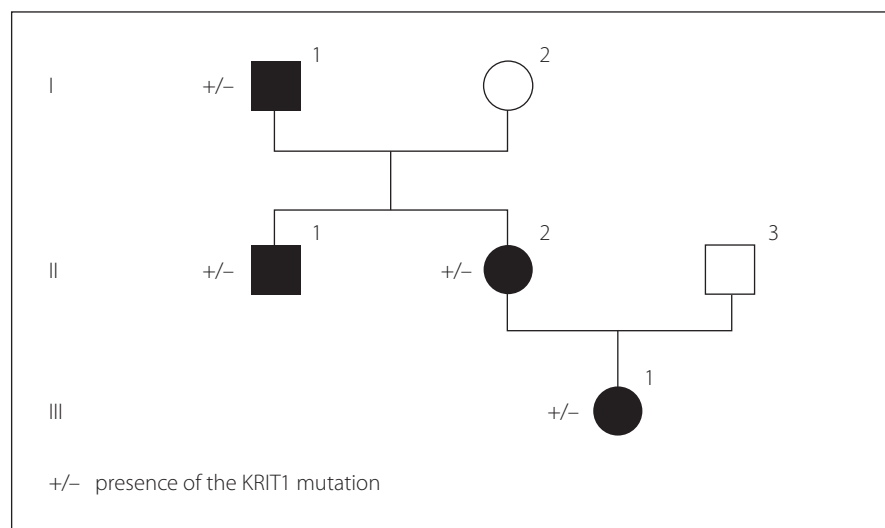 1 2
I +/–
1 2 3
II +/– +/–
1
III +/–
+/– presence of the KRIT1 mutation